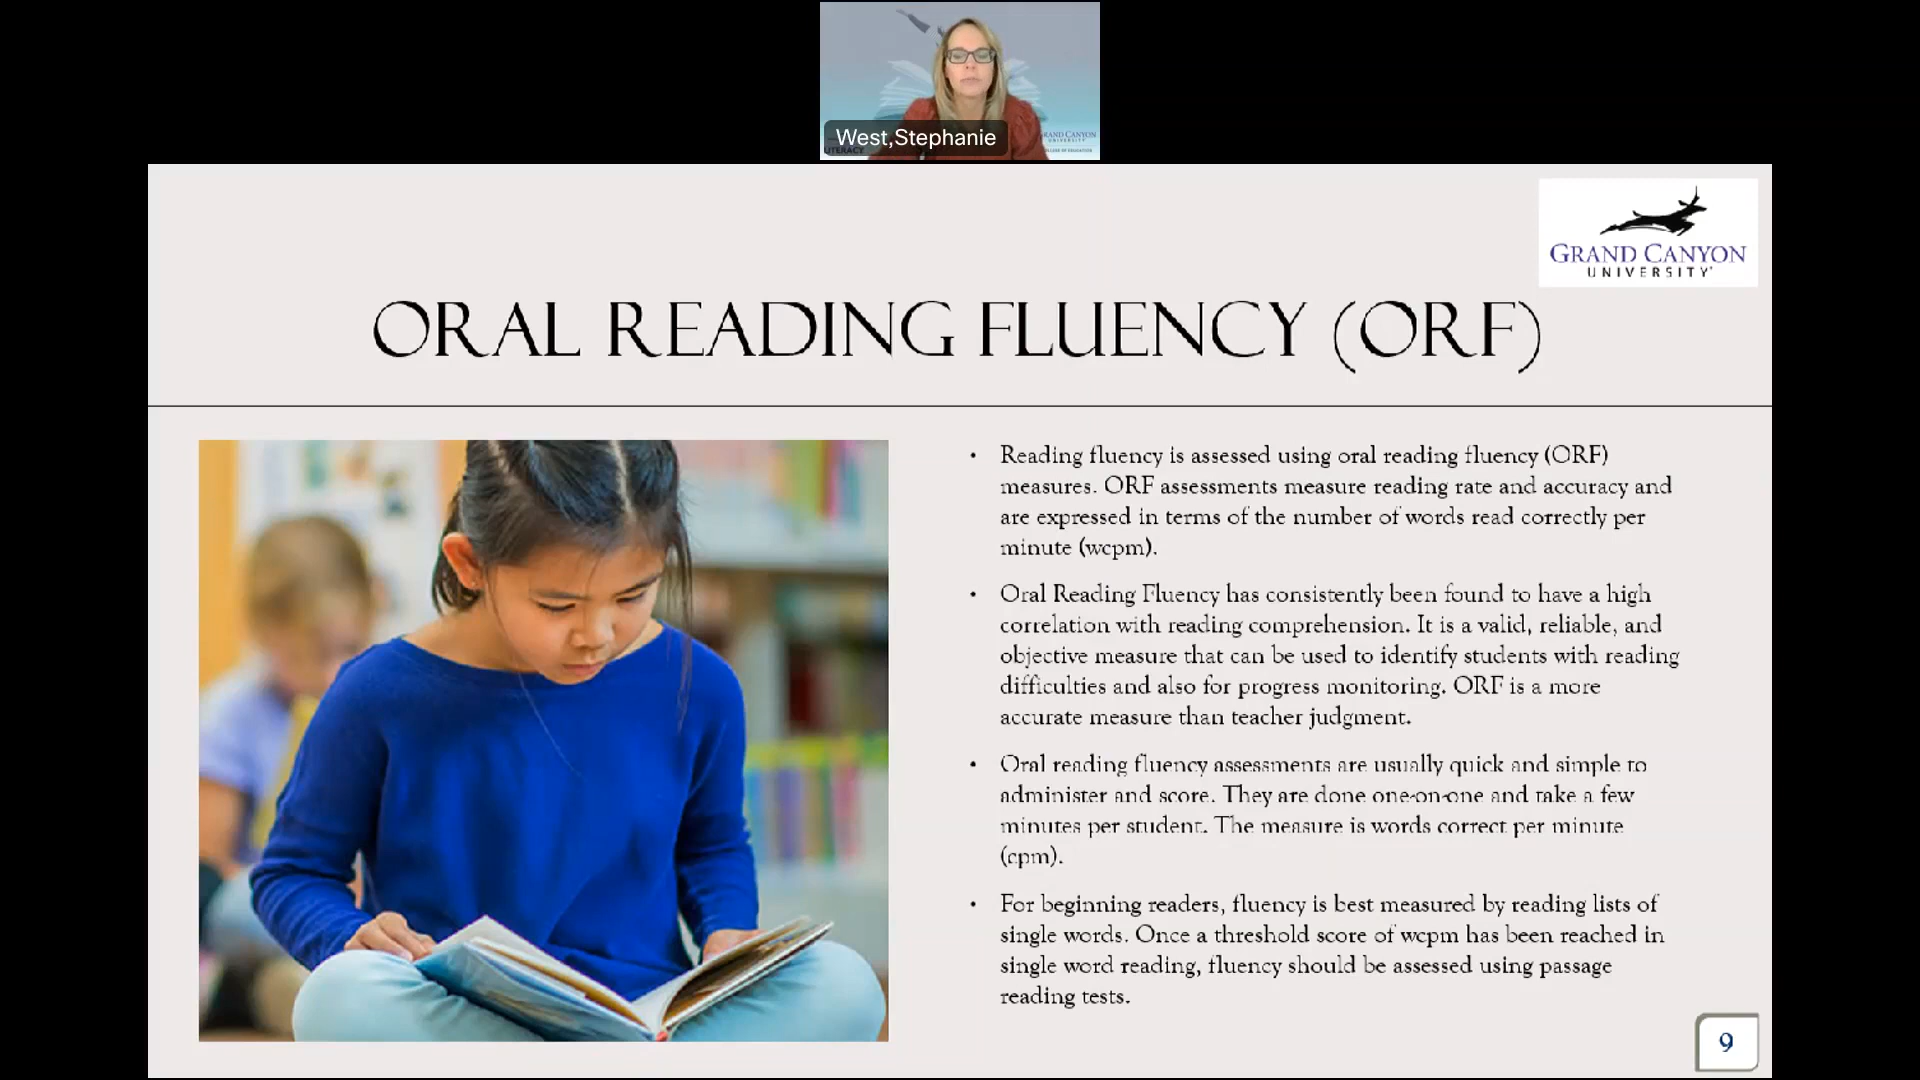 West,Stephanie
LITERACY
GRAND CANYON
UNIVERSITY
COLLEGE OF EDUCATION
GRAND CANYON
UNIVERSITY
ORAL READING FLUENCY (ORF)
• Reading fluency is assessed using oral reading fluency (ORF)
measures. ORF assessments measure reading rate and accuracy and
are expressed in terms of the number of words read correctly per
minute (wcpm).
• Oral Reading Fluency has consistently been found to have a high
correlation with reading comprehension. It is a valid, reliable, and
objective measure that can be used to identify students with reading
difficulties and also for progress monitoring. ORF is a more
accurate measure than teacher judgment.
• Oral reading fluency assessments are usually quick and simple to
administer and score. They are done one-on-one and take a few
minutes per student. The measure is words correct per minute
(cpm).
• For beginning readers, fluency is best measured by reading lists of
single words. Once a threshold score of wcpm has been reached in
single word reading, fluency should be assessed using passage
reading tests.
9